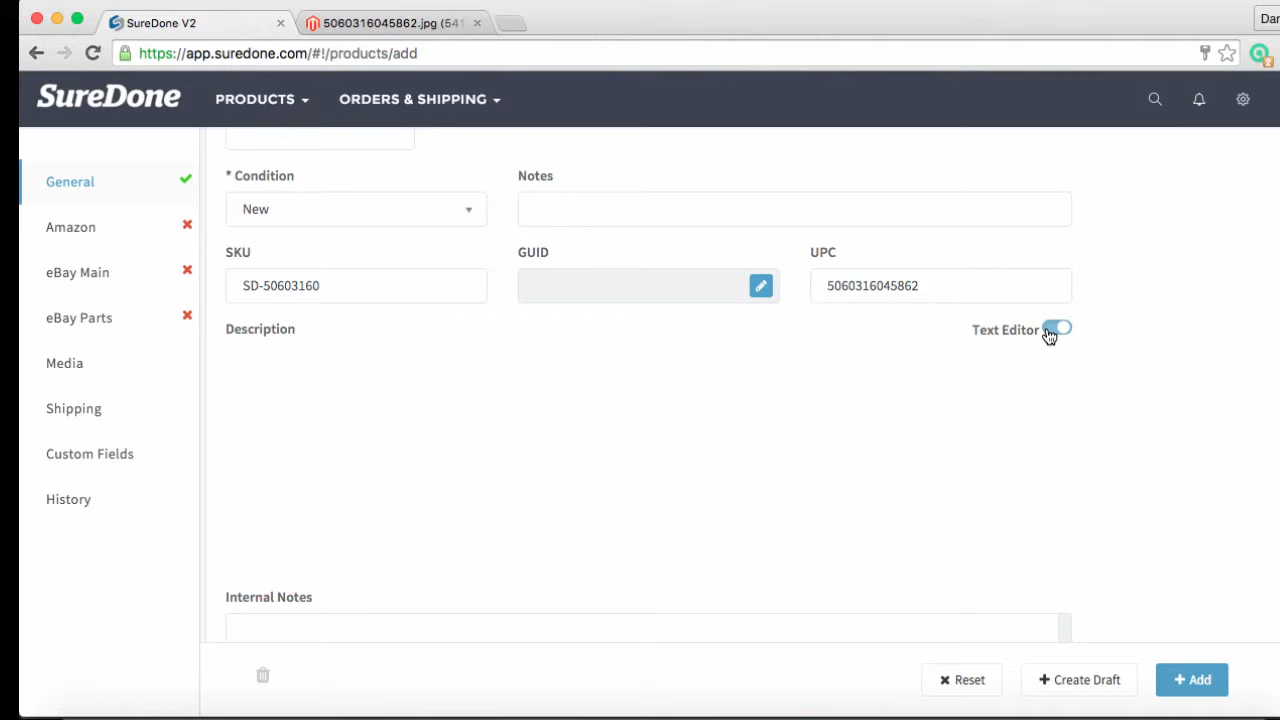 SureDone V2
5060316045862.jpg (541
Dar
https://app.suredone.com/#!/products/add
SureDone
PRODUCTS
ORDERS & SHIPPING
General
Amazon
eBay Main
eBay Parts
Media
Shipping
Custom Fields
History
* Condition
Notes
New
SKU
GUID
UPC
SD-50603160
5060316045862
Description
Text Editor
Internal Notes
Reset
Create Draft
Add